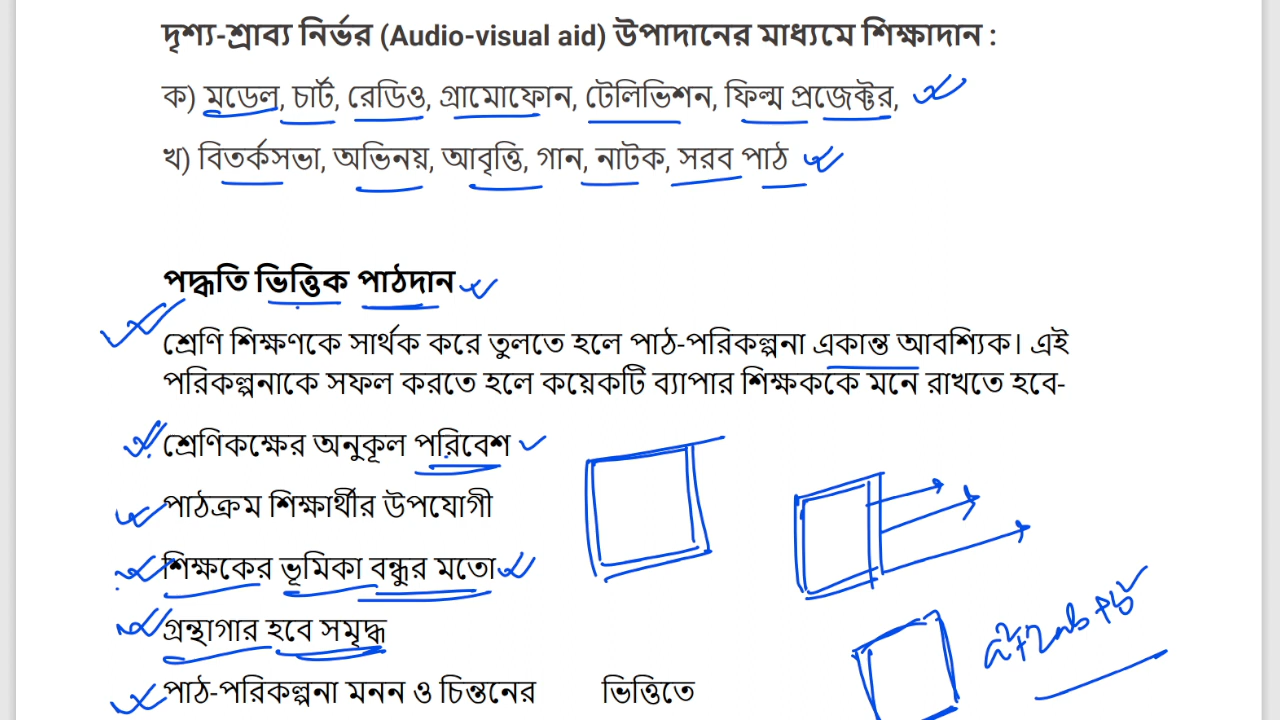 দৃশ্য-শ্রাব্য নির্ভর (Audio-visual aid) উপাদানের মাধ্যমে শিক্ষাদান :
ক) মডেল, চার্ট, রেডিও, গ্রামোফোন, টেলিভিশন, ফিল্ম প্রজেক্টর,
খ) বিতর্কসভা, অভিনয়, আবৃত্তি, গান, নাটক, সরব পাঠ
পদ্ধতি ভিত্তিক পাঠদান
শ্রেণি শিক্ষণকে সার্থক করে তুলতে হলে পাঠ-পরিকল্পনা একান্ত আবশ্যিক। এই
পরিকল্পনাকে সফল করতে হলে কয়েকটি ব্যাপার শিক্ষককে মনে রাখতে হবে-
শ্রেণিকক্ষের অনুকূল পরিবেশ
পাঠক্রম শিক্ষার্থীর উপযোগী
শিক্ষকের ভূমিকা বন্ধুর মতো
গ্রন্থাগার হবে সমৃদ্ধ
a²+2ab+b²
পাঠ-পরিকল্পনা মনন ও চিন্তনের ভিত্তিতে